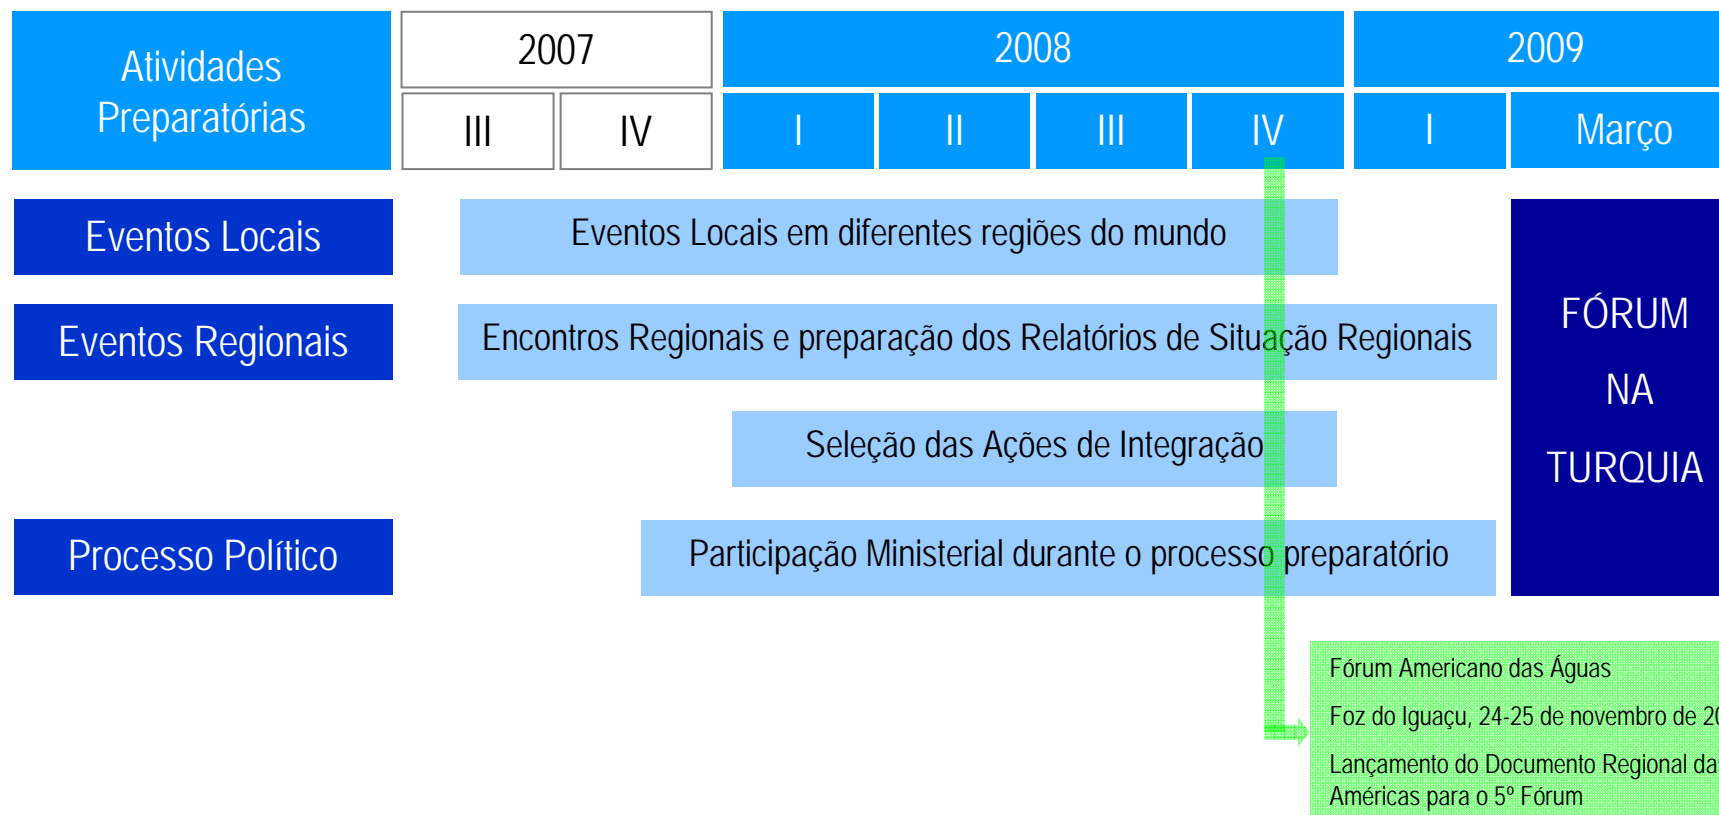 Atividades
Preparatórias
2007
2008
2009
III
IV
I
II
III
IV
I
Março
Eventos Locais
Eventos Locais em diferentes regiões do mundo
Eventos Regionais
Encontros Regionais e preparação dos Relatórios de Situação Regionais
Seleção das Ações de Integração
Processo Político
Participação Ministerial durante o processo preparatório
FÓRUM
NA
TURQUIA
Fórum Americano das Águas
Foz do Iguaçu, 24-25 de novembro de
Lançamento do Documento Regional da
Américas para o 5º Fórum